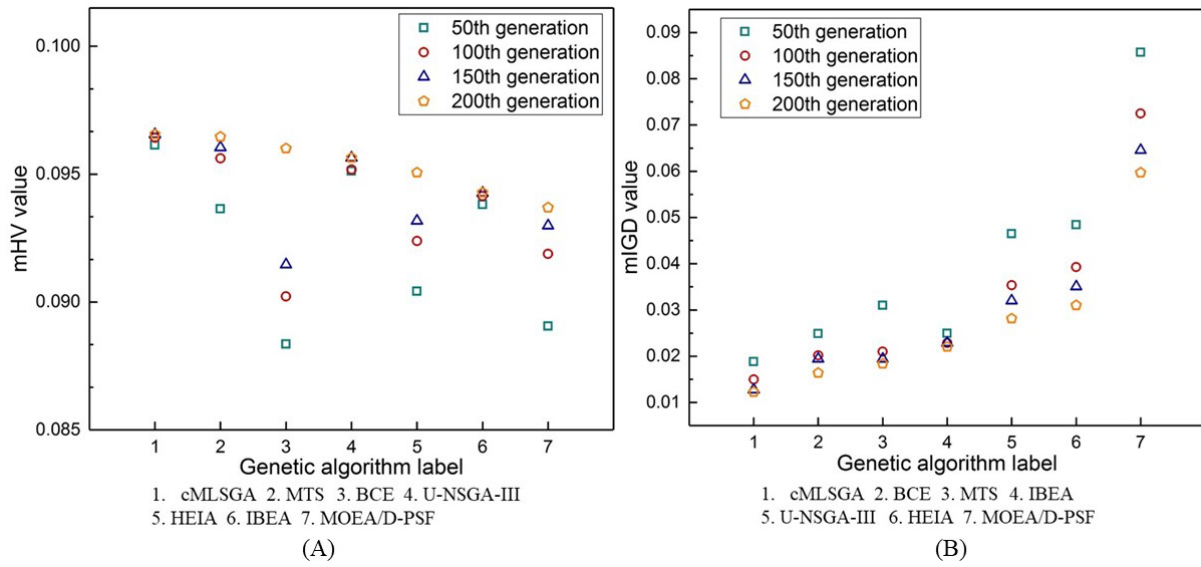 0.100
0.095
0.090
0.085
mHV value
50th generation
100th generation
150th generation
200th generation
1 2 3 4 5 6 7
Genetic algorithm label
1. cMLSGA 2. MTS 3. BCE 4. U-NSGA-III
5. HEIA 6. IBEA 7. MOEA/D-PSF
(A)
0.09
0.08
0.07
0.06
0.05
0.04
0.03
0.02
0.01
mIGD value
50th generation
100th generation
150th generation
200th generation
1 2 3 4 5 6 7
Genetic algorithm label
1. cMLSGA 2. BCE 3. MTS 4. IBEA
5. U-NSGA-III 6. HEIA 7. MOEA/D-PSF
(B)